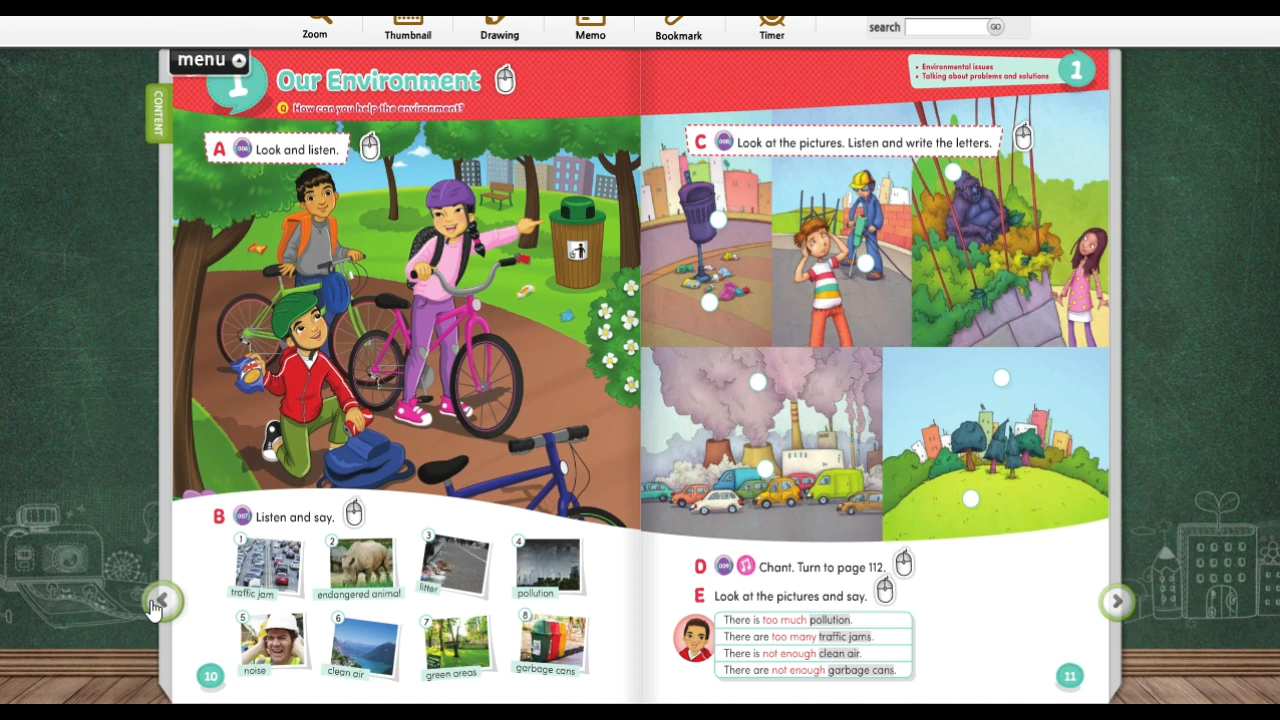 Zoom
Thumbnail
Drawing
Memo
Bookmark
Timer
search
GO
menu
CONTENT
1
Our Environment
Q How can you help the environment?
• Environmental issues
• Talking about problems and solutions
1
A 006 Look and listen.
C 008 Look at the pictures. Listen and write the letters.
B 007 Listen and say.
1
traffic jam
2
endangered animal
3
litter
4
pollution
5
noise
6
clean air
7
green areas
8
garbage cans
10
D 009 Chant. Turn to page 112.
E Look at the pictures and say.
There is too much pollution.
There are too many traffic jams.
There is not enough clean air.
There are not enough garbage cans.
11